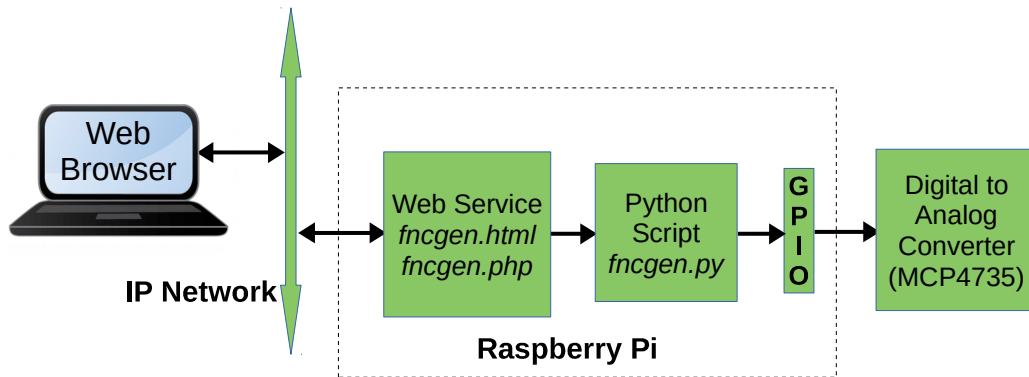 Web
Browser
IP Network
Web Service
fncgen.html
fncgen.php
Python
Script
fncgen.py
GPIO
Digital to
Analog
Converter
(MCP4735)
Raspberry Pi